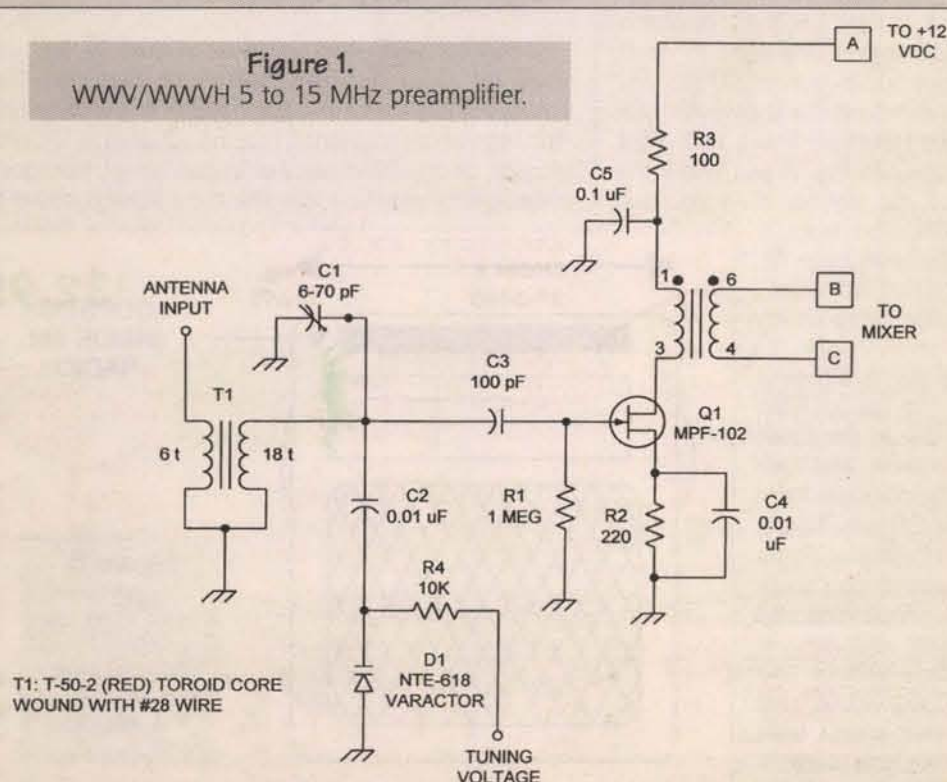 Figure 1.
WWV/WWVH 5 to 15 MHz preamplifier.
A
TO +12
VDC
R3
100
C5
0.1 uF
C1
6-70 pF
ANTENNA
INPUT
1
6
B
TO
MIXER
3
4
C
C3
100 pF
T1
Q1
MPF-102
6 t
18 t
C2
0.01 uF
R1
1 MEG
R2
220
C4
0.01
uF
R4
10K
D1
NTE-618
VARACTOR
T1: T-50-2 (RED) TOROID CORE
WOUND WITH #28 WIRE
TUNING
VOLTAGE